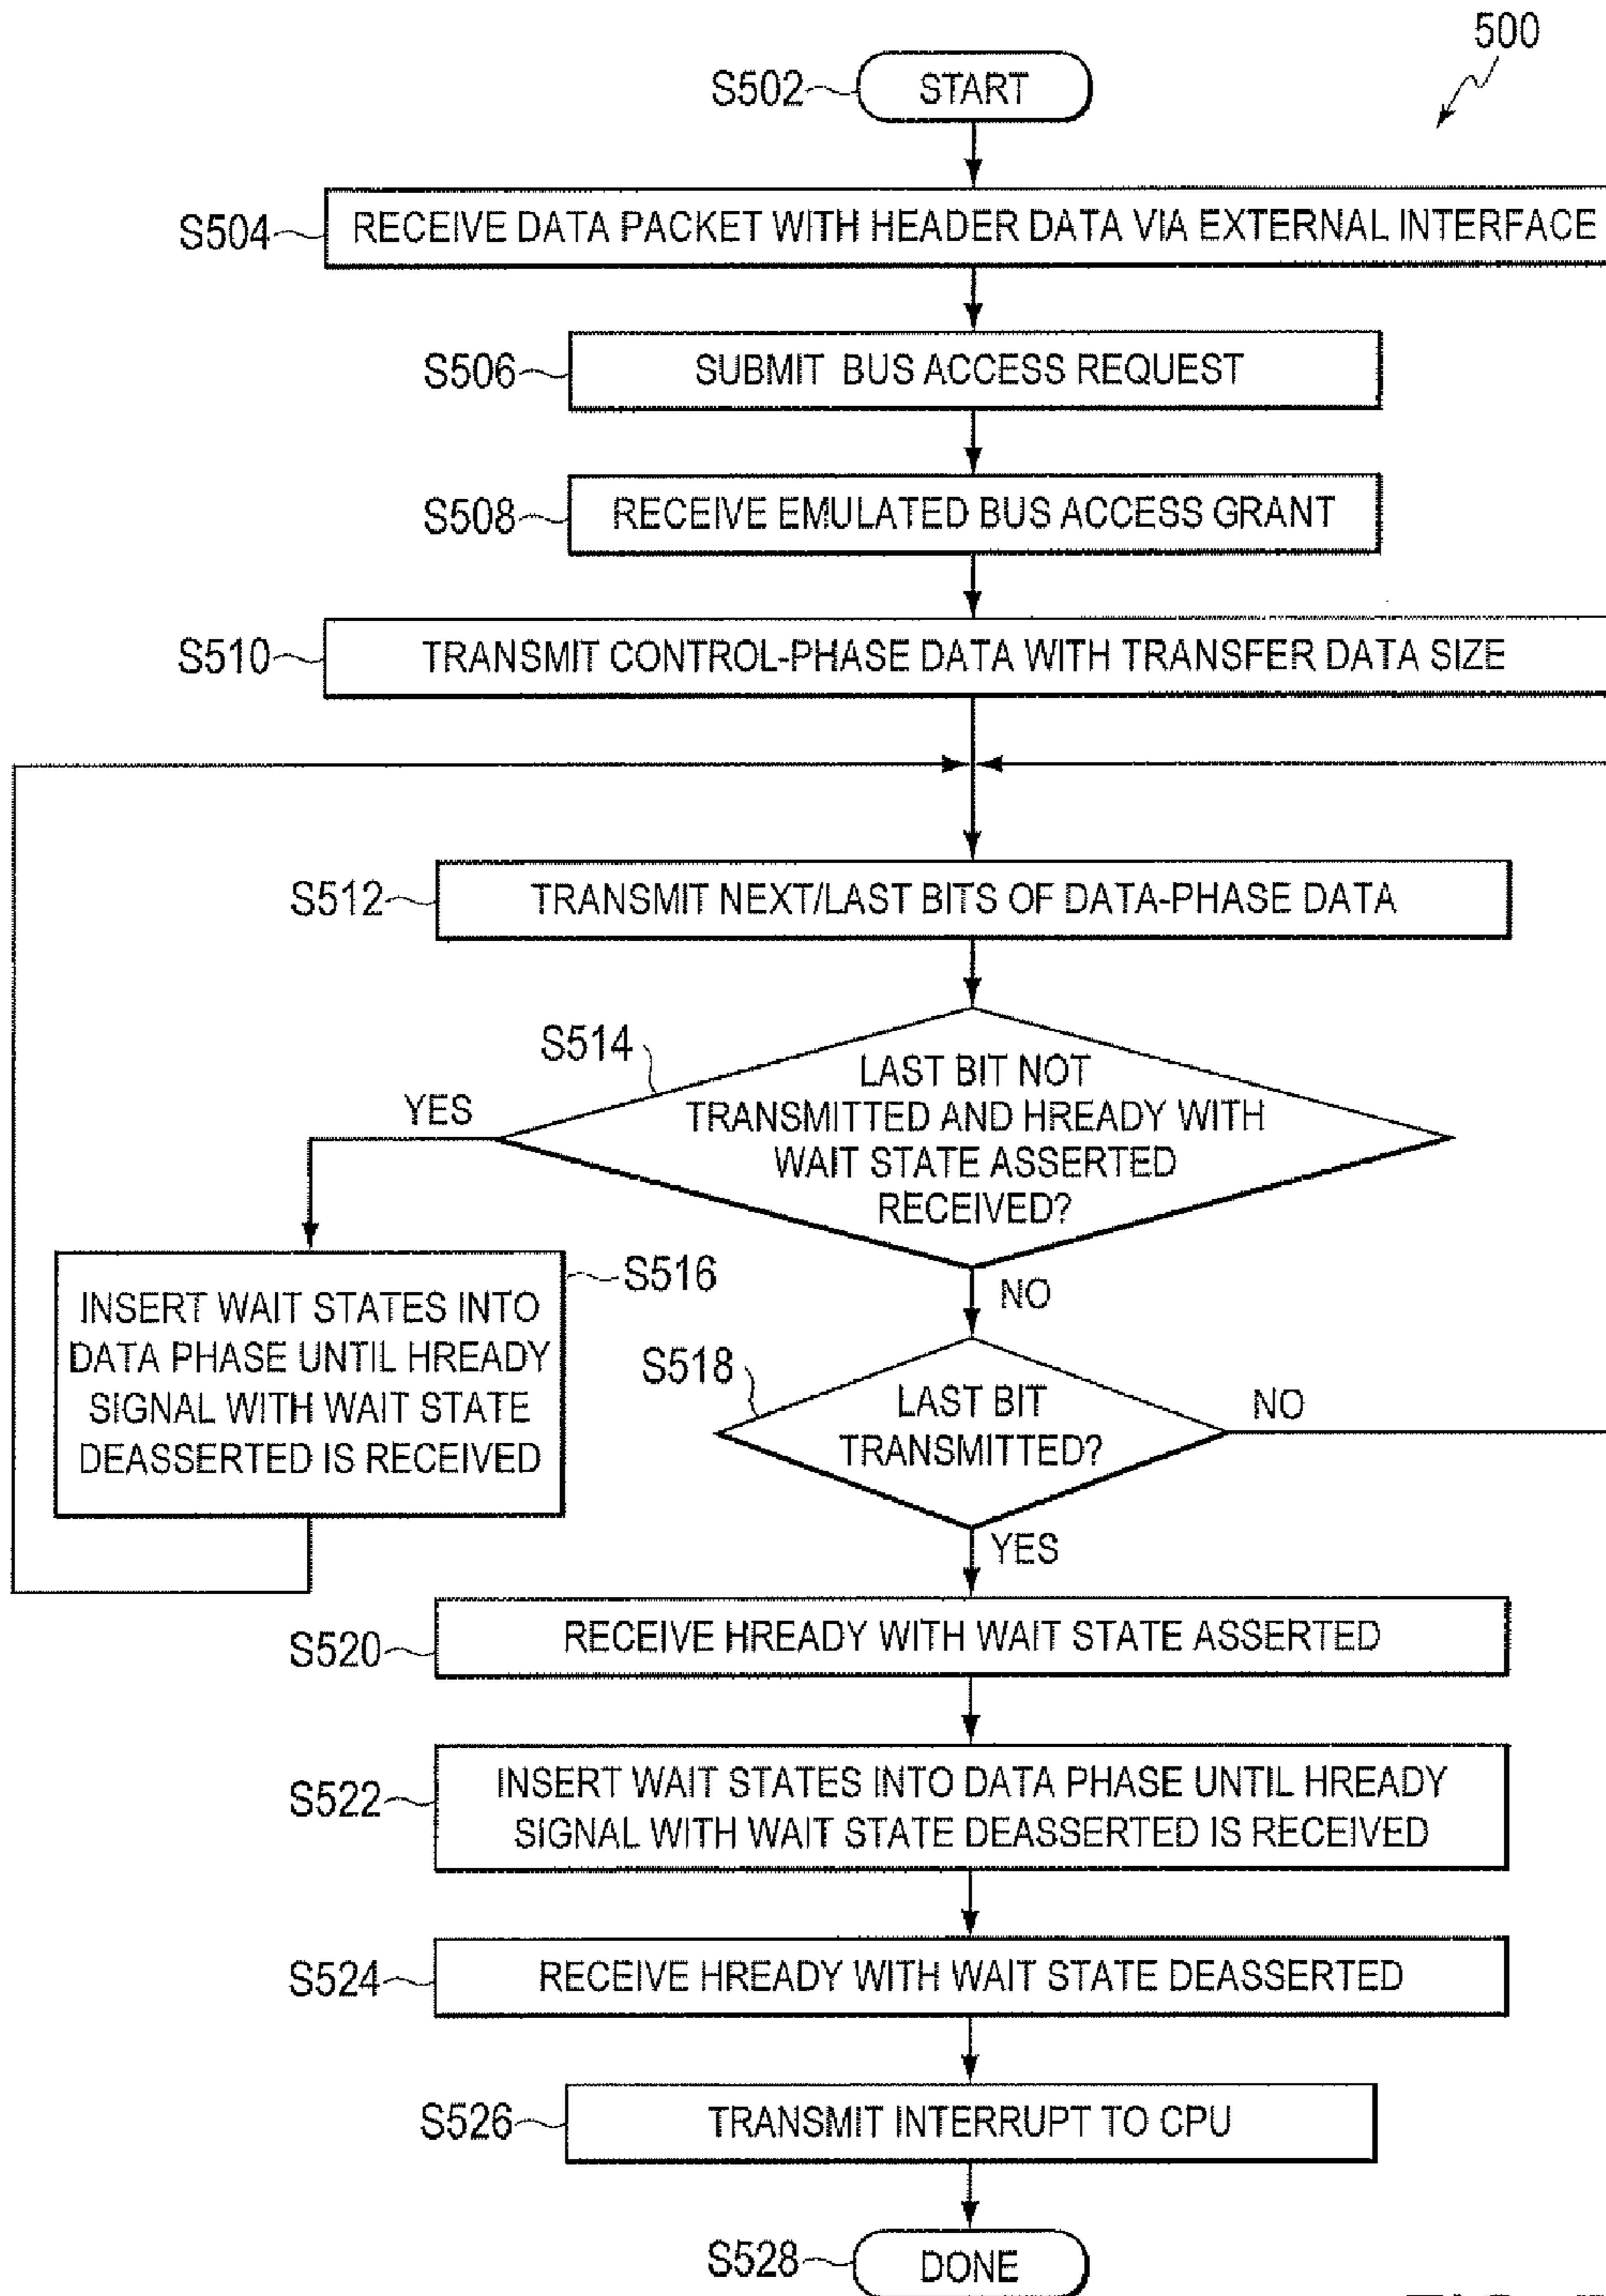 500
S502
START
S504
RECEIVE DATA PACKET WITH HEADER DATA VIA EXTERNAL INTERFACE
S506
SUBMIT BUS ACCESS REQUEST
S508
RECEIVE EMULATED BUS ACCESS GRANT
S510
TRANSMIT CONTROL-PHASE DATA WITH TRANSFER DATA SIZE
S512
TRANSMIT NEXT/LAST BITS OF DATA-PHASE DATA
S514
LAST BIT NOT
TRANSMITTED AND HREADY WITH
WAIT STATE ASSERTED
RECEIVED?
YES
NO
S516
INSERT WAIT STATES INTO
DATA PHASE UNTIL HREADY
SIGNAL WITH WAIT STATE
DEASSERTED IS RECEIVED
S518
LAST BIT
TRANSMITTED?
NO
YES
S520
RECEIVE HREADY WITH WAIT STATE ASSERTED
S522
INSERT WAIT STATES INTO DATA PHASE UNTIL HREADY
SIGNAL WITH WAIT STATE DEASSERTED IS RECEIVED
S524
RECEIVE HREADY WITH WAIT STATE DEASSERTED
S526
TRANSMIT INTERRUPT TO CPU
S528
DONE